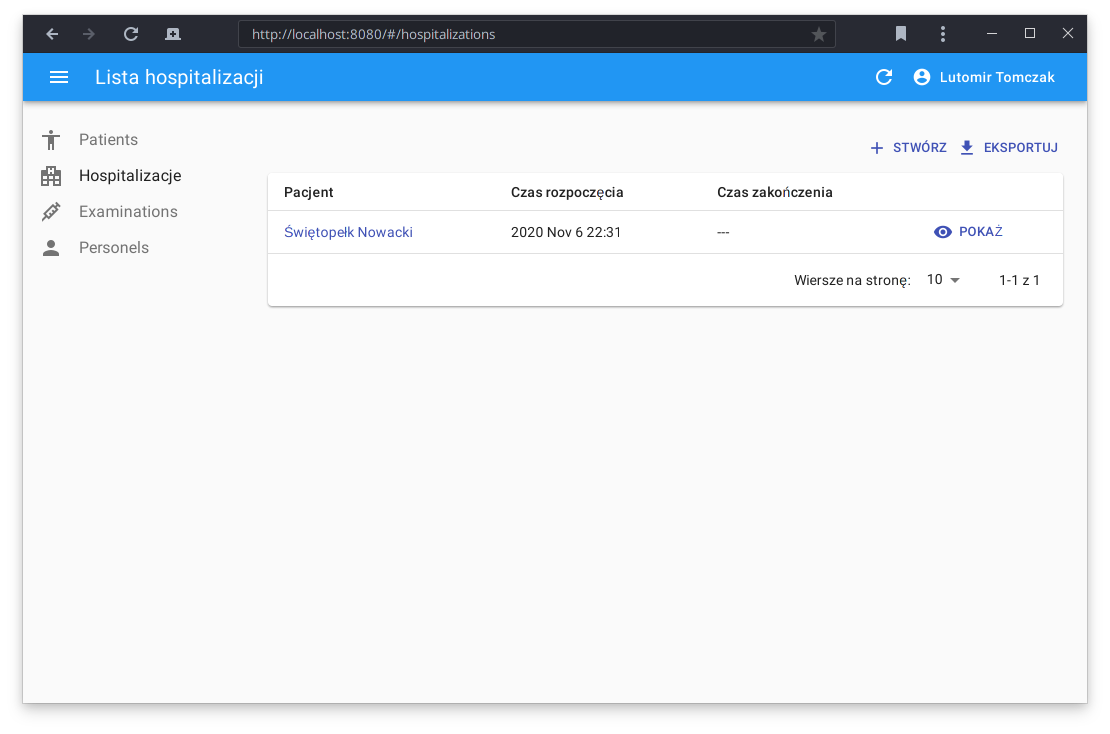 http://localhost:8080/#/hospitalizations
Lista hospitalizacji
Lutomir Tomczak
Patients
Hospitalizacje
Examinations
Personels
STWÓRZ
EKSPORTUJ
Pacjent Czas rozpoczęcia Czas zakończenia
Świętopełk Nowacki 2020 Nov 6 22:31 --- POKAŻ
Wiersze na stronę: 10 1-1 z 1